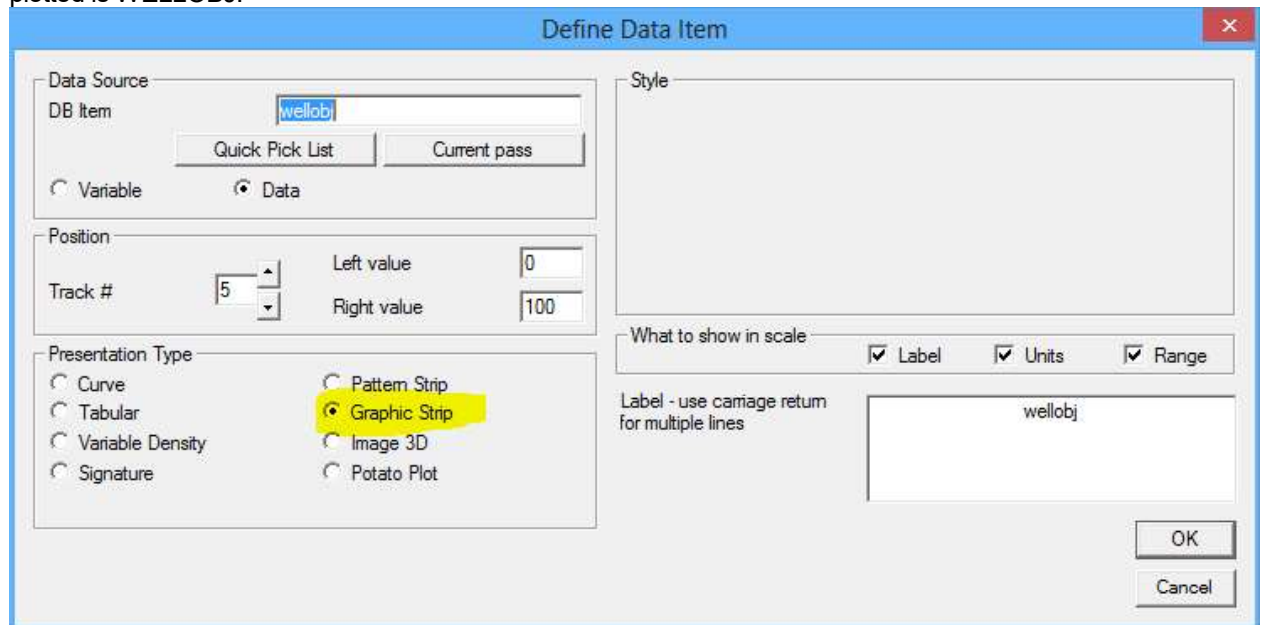 plotted is WELLOBJ.
Define Data Item
Data Source
DB Item wellobj
Quick Pick List Current pass
Variable Data
Position
Track # 5
Left value 0
Right value 100
Presentation Type
Curve Pattern Strip
Tabular Graphic Strip
Variable Density Image 3D
Signature Potato Plot
Style
What to show in scale
Label Units Range
Label - use carriage return
for multiple lines
wellobj
OK
Cancel